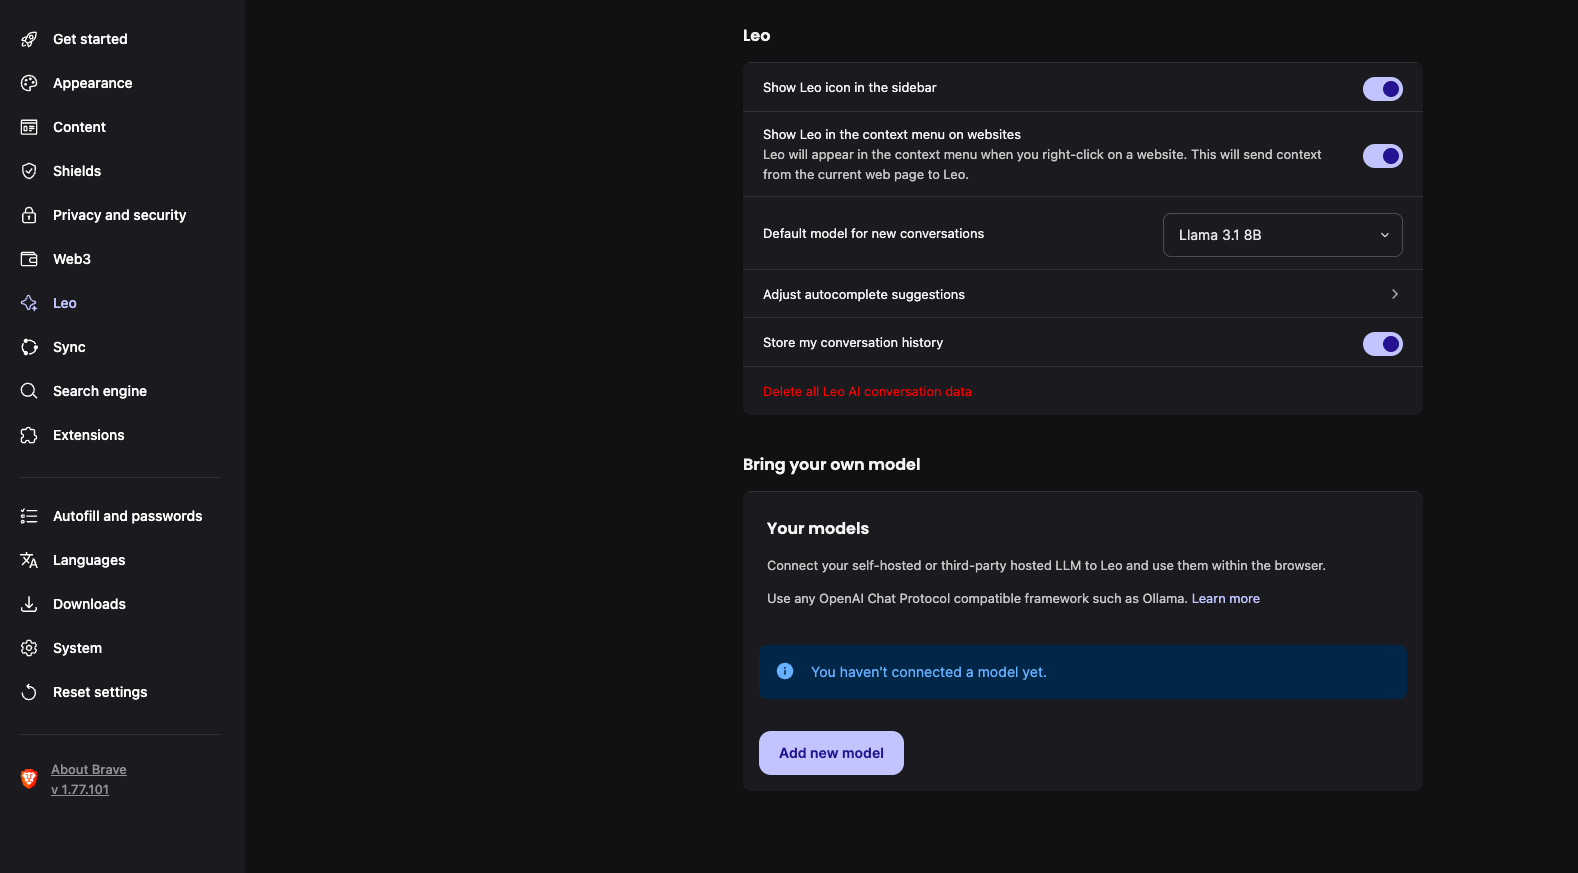 Get started
Appearance
Content
Shields
Privacy and security
Web3
Leo
Sync
Search engine
Extensions
Autofill and passwords
Languages
Downloads
System
Reset settings
About Brave
v 1.77.101
Leo
Show Leo icon in the sidebar
Show Leo in the context menu on websites
Leo will appear in the context menu when you right-click on a website. This will send context
from the current web page to Leo.
Default model for new conversations
Llama 3.1 8B
Adjust autocomplete suggestions
Store my conversation history
Delete all Leo AI conversation data
Bring your own model
Your models
Connect your self-hosted or third-party hosted LLM to Leo and use them within the browser.
Use any OpenAI Chat Protocol compatible framework such as Ollama. Learn more
You haven't connected a model yet.
Add new model